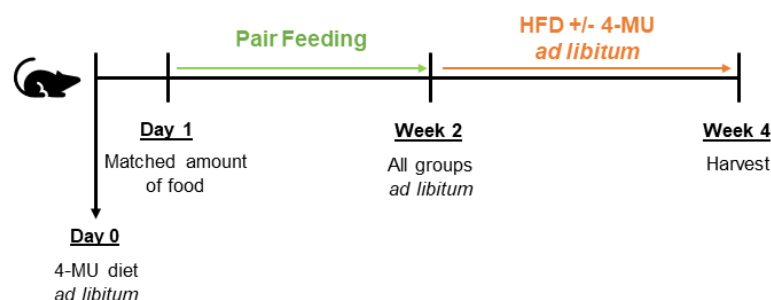 Pair Feeding
HFD +/- 4-MU
ad libitum
Day 1
Matched amount
of food
Week 2
All groups
ad libitum
Week 4
Harvest
Day 0
4-MU diet
ad libitum